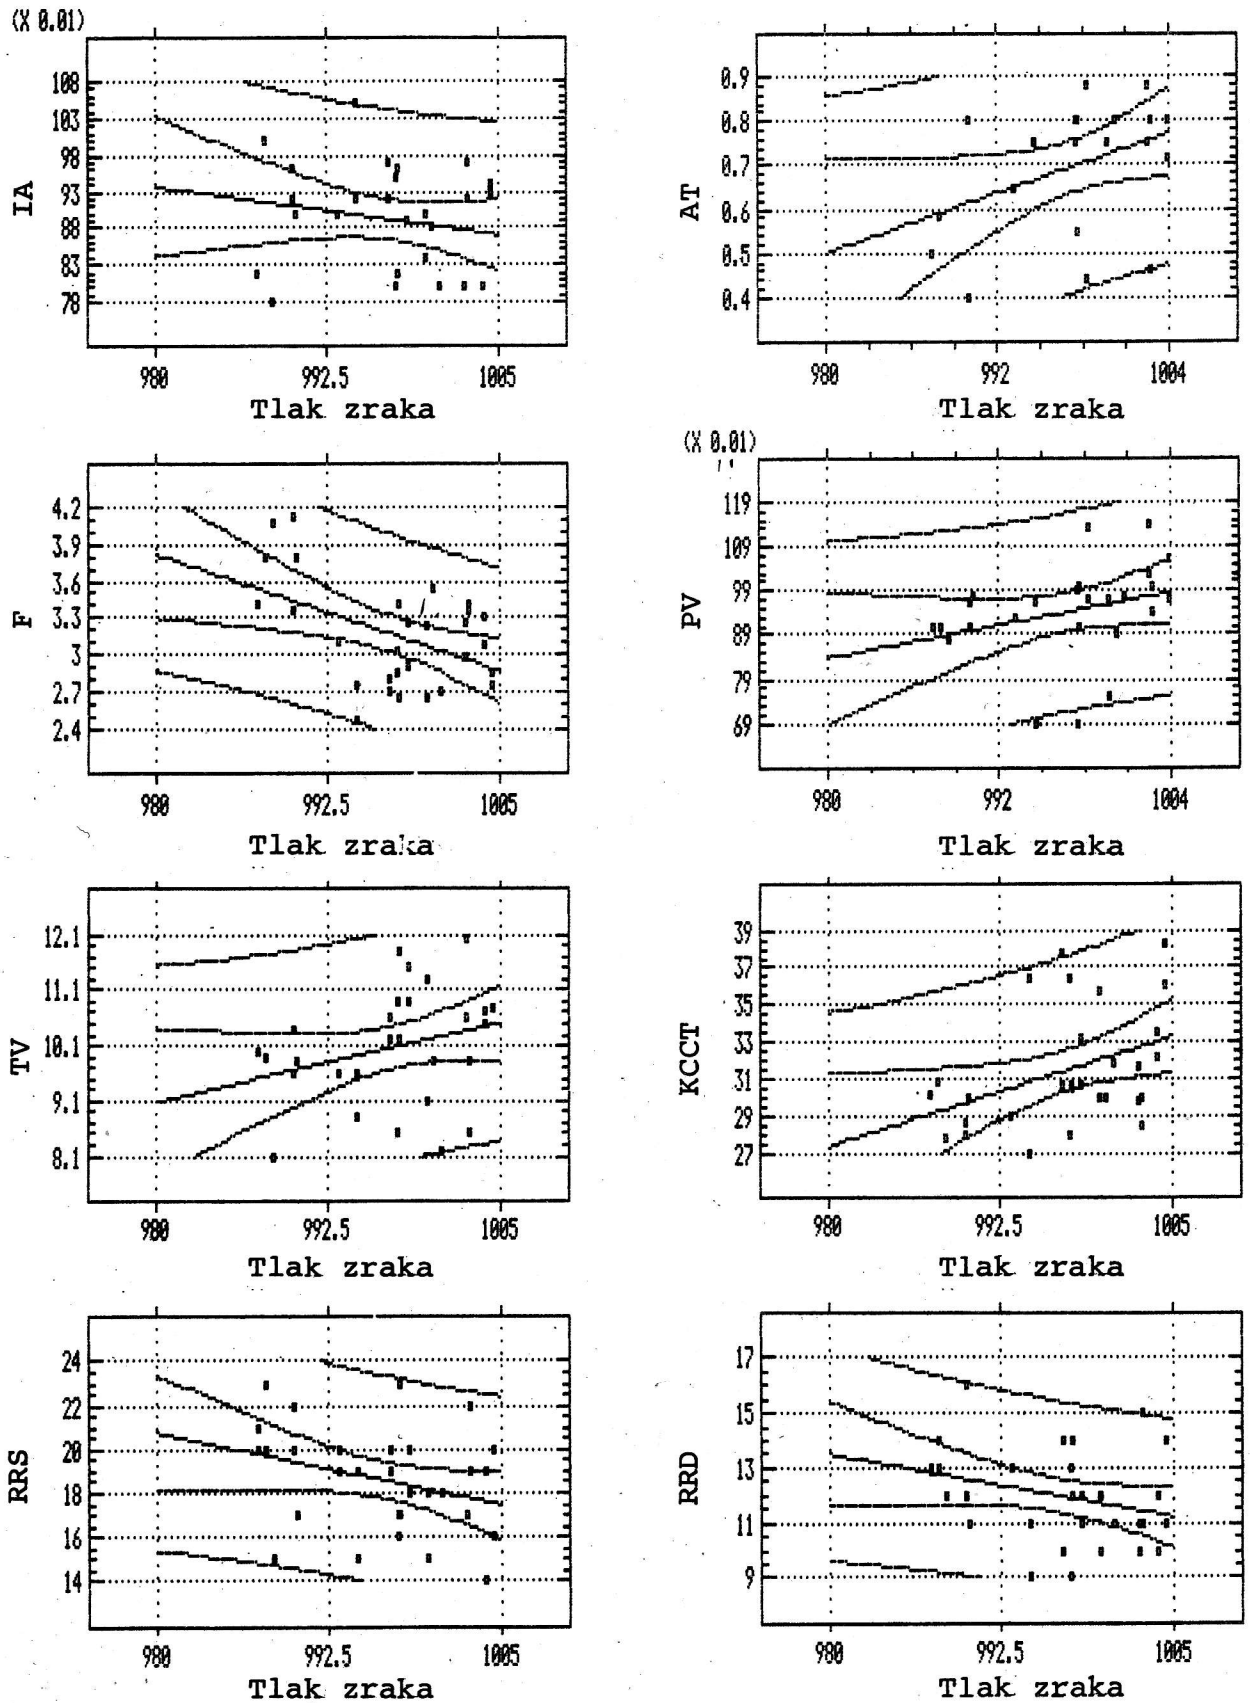 (X 0.01)
108
103
98
93
88
83
78
IA
980 992.5 1005
Tlak zraka
0.9
0.8
0.7
0.6
0.5
0.4
AT
980 992 1004
Tlak zraka
4.2
3.9
3.6
3.3
3
2.7
2.4
F
980 992.5 1005
Tlak zraka
(X 0.01)
119
109
99
89
79
69
PV
980 992 1004
Tlak zraka
12.1
11.1
10.1
9.1
8.1
TV
980 992.5 1005
Tlak zraka
39
37
35
33
31
29
27
KCCT
980 992.5 1005
Tlak zraka
24
22
20
18
16
14
RRS
980 992.5 1005
Tlak zraka
17
15
13
11
9
RRD
980 992.5 1005
Tlak zraka